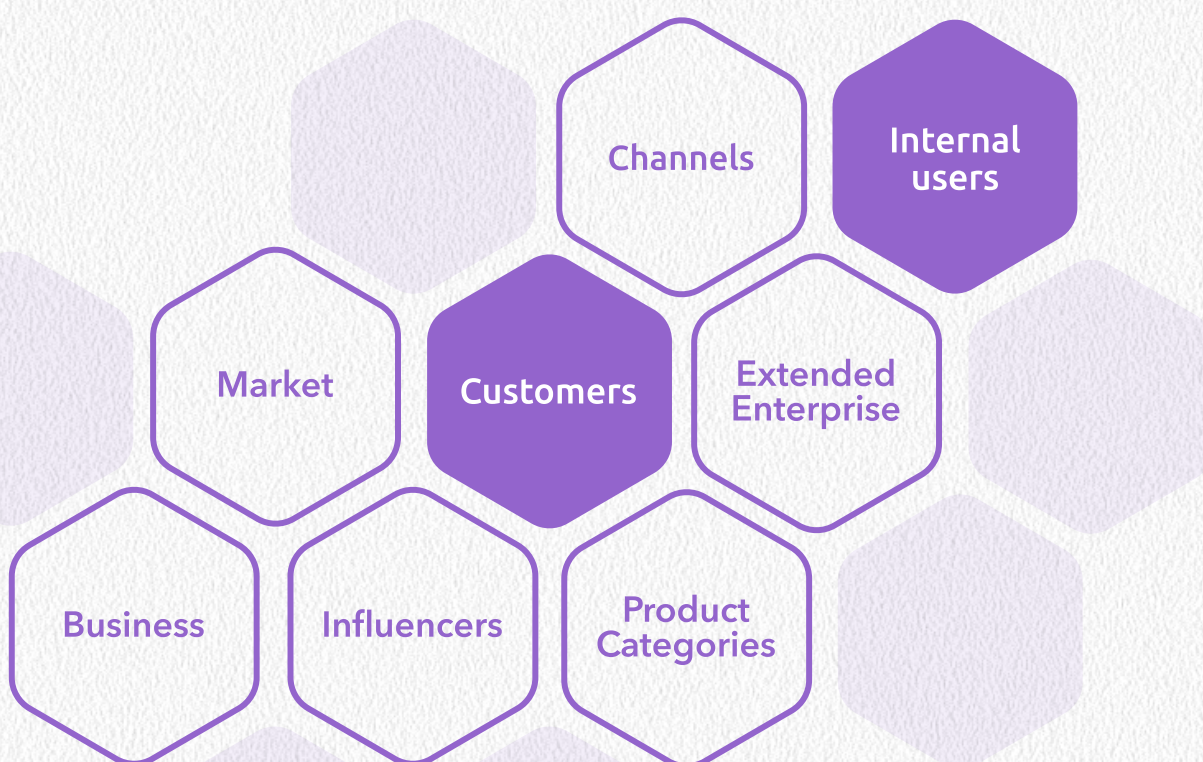 Channels
Internal
users
Market
Customers
Extended
Enterprise
Business
Influencers
Product
Categories